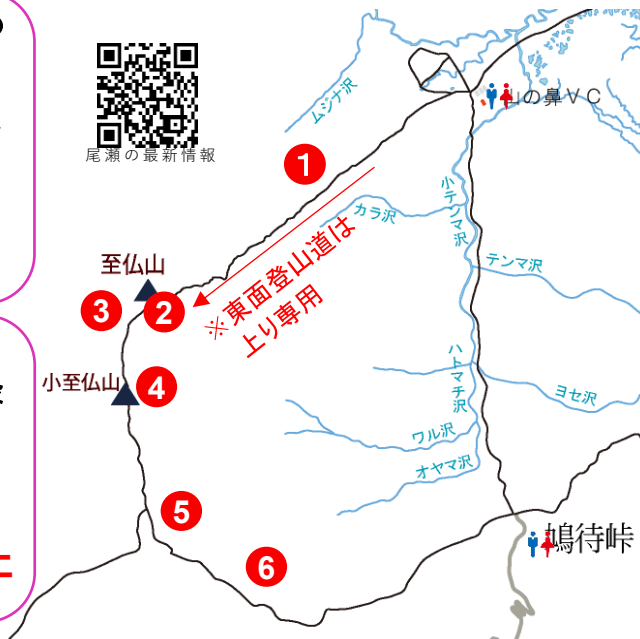 尾瀬の最新情報
ムジナ沢
山の鼻ＶＣ
1
小テンマ沢
カラ沢
※東面登山道は
上り専用
テンマ沢
至仏山
3
2
小至仏山
4
ハトマチ沢
ヨセ沢
ワル沢
オヤマ沢
5
6
鳩待峠